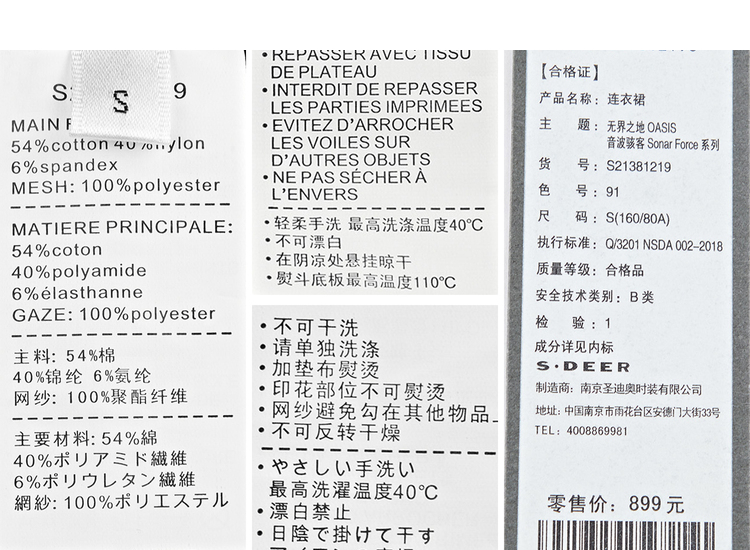 S
9
MAIN
54%cotton 40%nylon
6%spandex
MESH: 100%polyester
MATIERE PRINCIPALE:
54%coton
40%polyamide
6%élasthanne
GAZE: 100%polyester
主料: 54%棉
40%锦纶 6%氨纶
网纱: 100%聚酯纤维
主要材料: 54%綿
40%ポリアミド繊維
6%ポリウレタン繊維
網紗: 100%ポリエステル
• REPASSER AVEC TISSU
DE PLATEAU
• INTERDIT DE REPASSER
LES PARTIES IMPRIMEES
• EVITEZ D'ARROCHER
LES VOILES SUR
D'AUTRES OBJETS
• NE PAS SÉCHER À
L'ENVERS
• 轻柔手洗 最高洗涤温度40℃
• 不可漂白
• 在阴凉处悬挂晾干
• 熨斗底板最高温度110℃
• 不可干洗
• 请单独洗涤
• 加垫布熨烫
• 印花部位不可熨烫
• 网纱避免勾在其他物品
• 不可反转干燥
• やさしい手洗い
最高洗濯温度40℃
• 漂白禁止
• 日陰で掛けて干す
【合格证】
产品名称: 连衣裙
主 题: 无界之地 OASIS
音波骇客 Sonar Force 系列
货 号: S21381219
色 号: 91
尺 码: S(160/80A)
执行标准: Q/3201 NSDA 002-2018
质量等级: 合格品
安全技术类别: B 类
检 验: 1
成分详见内标
S·DEER
制造商: 南京圣迪奥时装有限公司
地址: 中国南京市雨花台区安德门大街33号
TEL: 4008869981
零售价: 899元